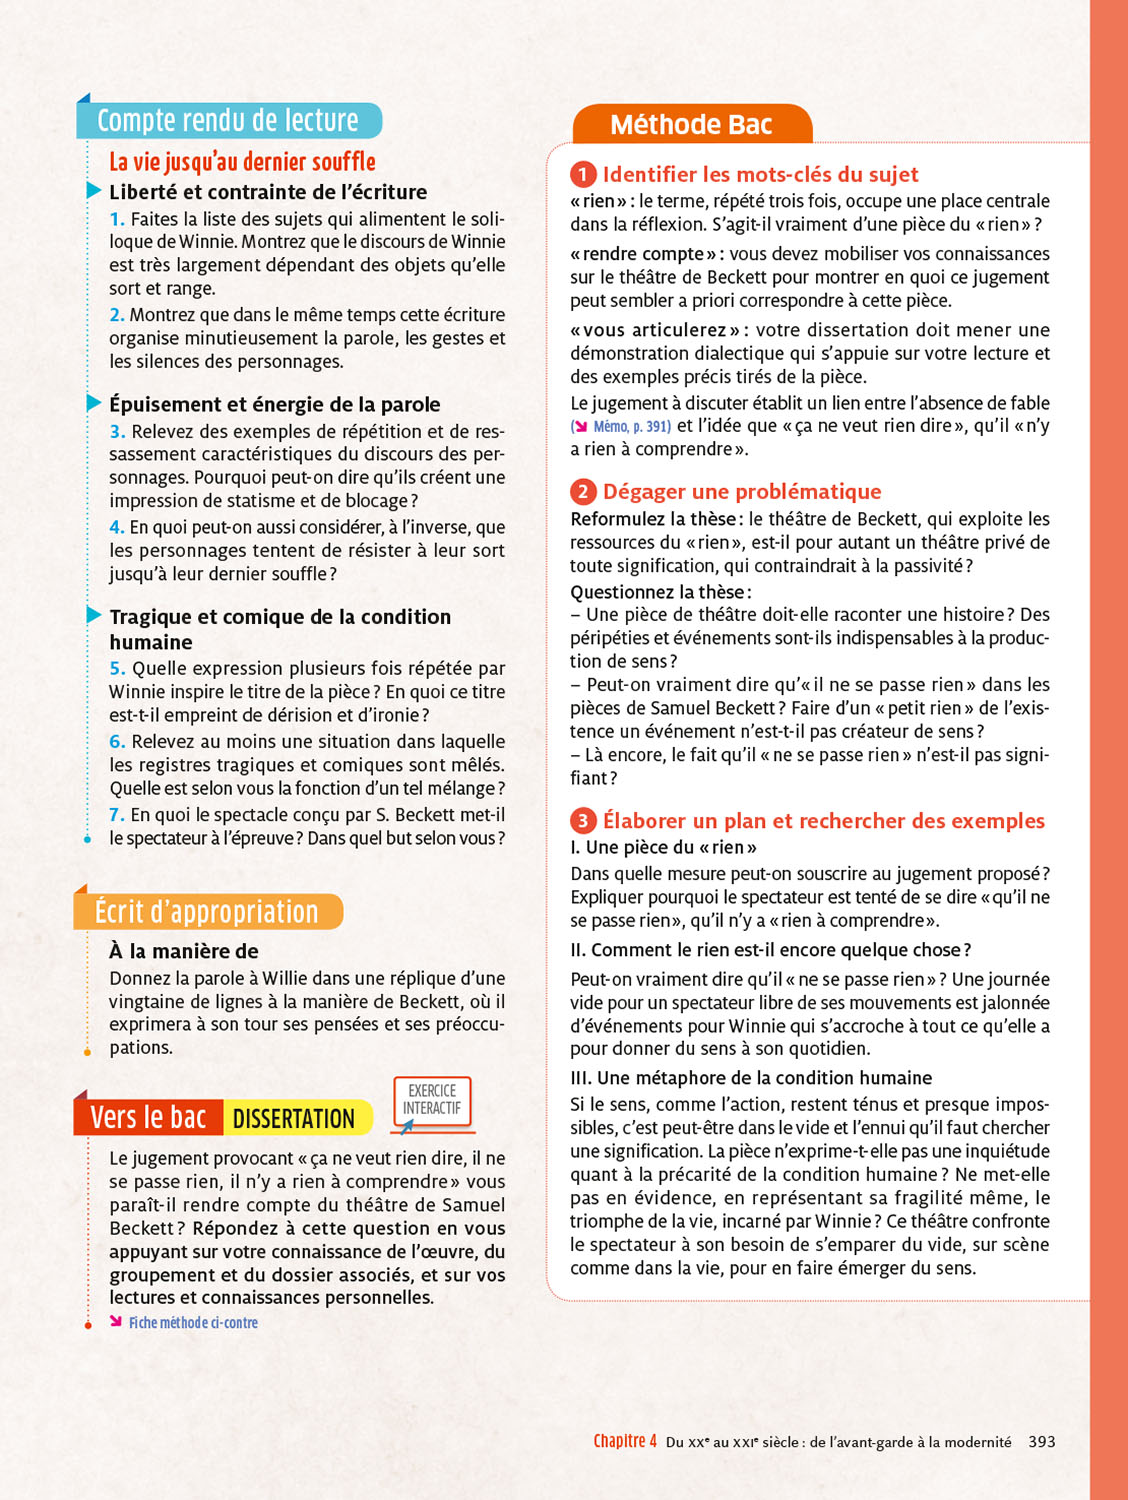 Compte rendu de lecture
La vie jusqu'au dernier souffle
Liberté et contrainte de l'écriture
1. Faites la liste des sujets qui alimentent le soli-
loque de Winnie. Montrez que le discours de Winnie
est très largement dépendant des objets qu'elle
sort et range.
2. Montrez que dans le même temps cette écriture
organise minutieusement la parole, les gestes et
les silences des personnages.
Épuisement et énergie de la parole
3. Relevez des exemples de répétition et de res-
sassement caractéristiques du discours des per-
sonnages. Pourquoi peut-on dire qu'ils créent une
impression de statisme et de blocage ?
4. En quoi peut-on aussi considérer, à l'inverse, que
les personnages tentent de résister à leur sort
jusqu'à leur dernier souffle ?
Tragique et comique de la condition
humaine
5. Quelle expression plusieurs fois répétée par
Winnie inspire le titre de la pièce ? En quoi ce titre
est-t-il empreint de dérision et d'ironie ?
6. Relevez au moins une situation dans laquelle
les registres tragiques et comiques sont mêlés.
Quelle est selon vous la fonction d'un tel mélange ?
7. En quoi le spectacle conçu par S. Beckett met-il
le spectateur à l'épreuve ? Dans quel but selon vous ?
Écrit d'appropriation
À la manière de
Donnez la parole à Willie dans une réplique d'une
vingtaine de lignes à la manière de Beckett, où il
exprimera à son tour ses pensées et ses préoccu-
pations.
Vers le bac DISSERTATION
EXERCICE
INTERACTIF
Le jugement provocant « ça ne veut rien dire, il ne
se passe rien, il n'y a rien à comprendre » vous
paraît-il rendre compte du théâtre de Samuel
Beckett ? Répondez à cette question en vous
appuyant sur votre connaissance de l'œuvre, du
groupement et du dossier associés, et sur vos
lectures et connaissances personnelles.
Fiche méthode ci-contre
Méthode Bac
1 Identifier les mots-clés du sujet
« rien » : le terme, répété trois fois, occupe une place centrale
dans la réflexion. S'agit-il vraiment d'une pièce du « rien » ?
« rendre compte » : vous devez mobiliser vos connaissances
sur le théâtre de Beckett pour montrer en quoi ce jugement
peut sembler a priori correspondre à cette pièce.
« vous articulerez » : votre dissertation doit mener une
démonstration dialectique qui s'appuie sur votre lecture et
des exemples précis tirés de la pièce.
Le jugement à discuter établit un lien entre l'absence de fable
( Mémo, p. 391) et l'idée que « ça ne veut rien dire », qu'il « n'y
a rien à comprendre ».
2 Dégager une problématique
Reformulez la thèse : le théâtre de Beckett, qui exploite les
ressources du « rien », est-il pour autant un théâtre privé de
toute signification, qui contraindrait à la passivité ?
Questionnez la thèse :
– Une pièce de théâtre doit-elle raconter une histoire ? Des
péripéties et événements sont-ils indispensables à la produc-
tion de sens ?
– Peut-on vraiment dire qu'« il ne se passe rien » dans les
pièces de Samuel Beckett ? Faire d'un « petit rien » de l'exis-
tence un événement n'est-t-il pas créateur de sens ?
– Là encore, le fait qu'il « ne se passe rien » n'est-il pas signi-
fiant ?
3 Élaborer un plan et rechercher des exemples
I. Une pièce du « rien »
Dans quelle mesure peut-on souscrire au jugement proposé ?
Expliquer pourquoi le spectateur est tenté de se dire « qu'il ne
se passe rien », qu'il n'y a « rien à comprendre ».
II. Comment le rien est-il encore quelque chose ?
Peut-on vraiment dire qu'il « ne se passe rien » ? Une journée
vide pour un spectateur libre de ses mouvements est jalonnée
d'événements pour Winnie qui s'accroche à tout ce qu'elle a
pour donner du sens à son quotidien.
III. Une métaphore de la condition humaine
Si le sens, comme l'action, restent ténus et presque impos-
sibles, c'est peut-être dans le vide et l'ennui qu'il faut chercher
une signification. La pièce n'exprime-t-elle pas une inquiétude
quant à la précarité de la condition humaine ? Ne met-elle
pas en évidence, en représentant sa fragilité même, le
triomphe de la vie, incarné par Winnie ? Ce théâtre confronte
le spectateur à son besoin de s'emparer du vide, sur scène
comme dans la vie, pour en faire émerger du sens.
Chapitre 4 Du XXe au XXIe siècle : de l'avant-garde à la modernité 393